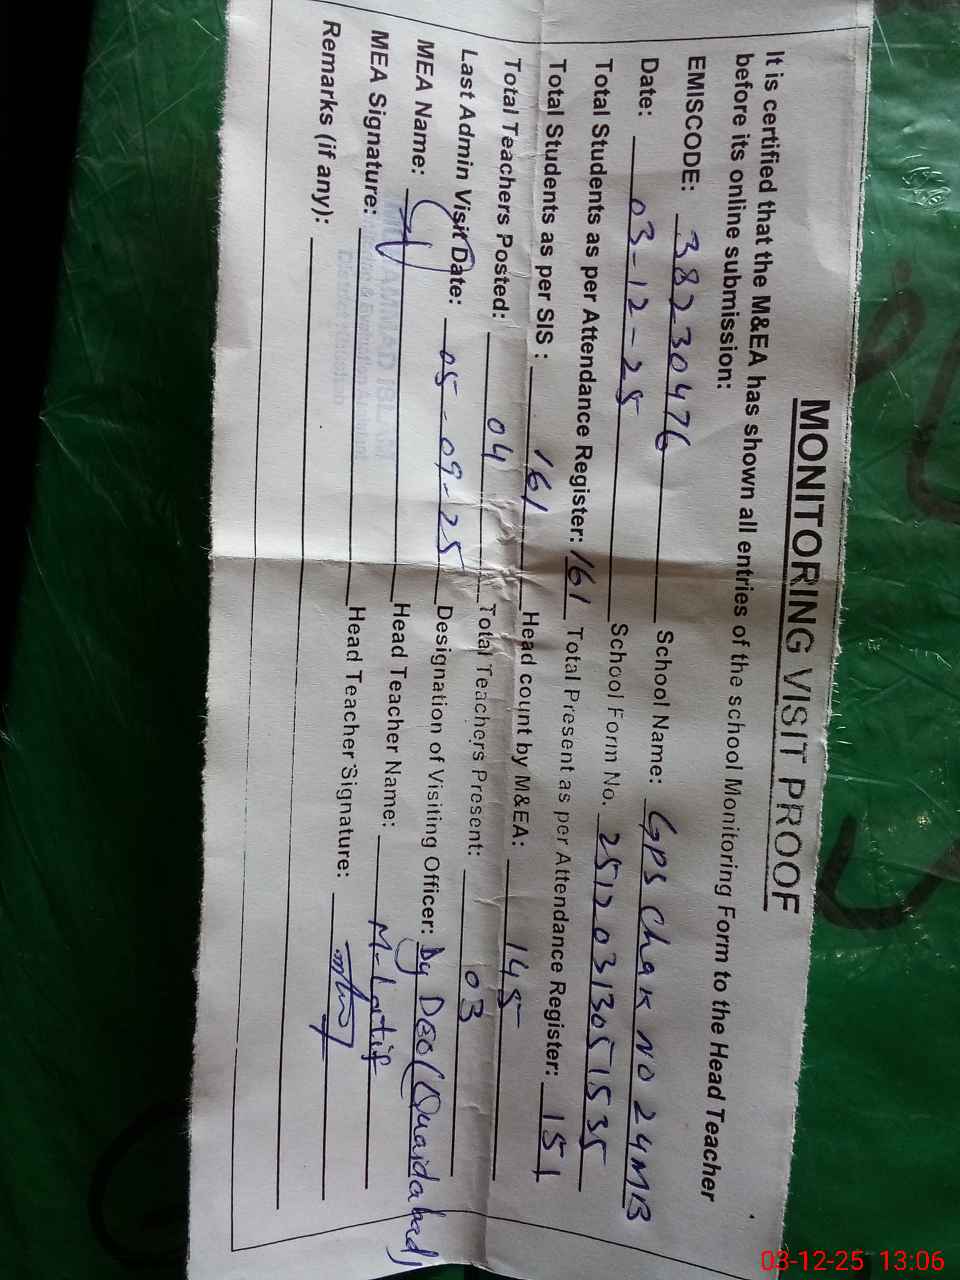 MONITORING VISIT PROOF
It is certified that the M&EA has shown all entries of the school Monitoring Form to the Head Teacher
before its online submission:
EMISCODE: 38230476 School Name: GPS Chak NO 24MB
Date: 03-12-25 School Form No. 25120313051535
Total Students as per Attendance Register: 161 Total Present as per Attendance Register: 151
Total Students as per SIS : 161 Head count by M&EA: 145
Total Teachers Posted: 04 Total Teachers Present: 03
Last Admin Visit Date: 05-09-25 Designation of Visiting Officer: Dy DEO (Quaidabad)
MEA Name: Head Teacher Name: M-Latif
MEA Signature: Head Teacher Signature:
MUHAMMAD ISLAM
Remarks (if any):
03-12-25 13:06